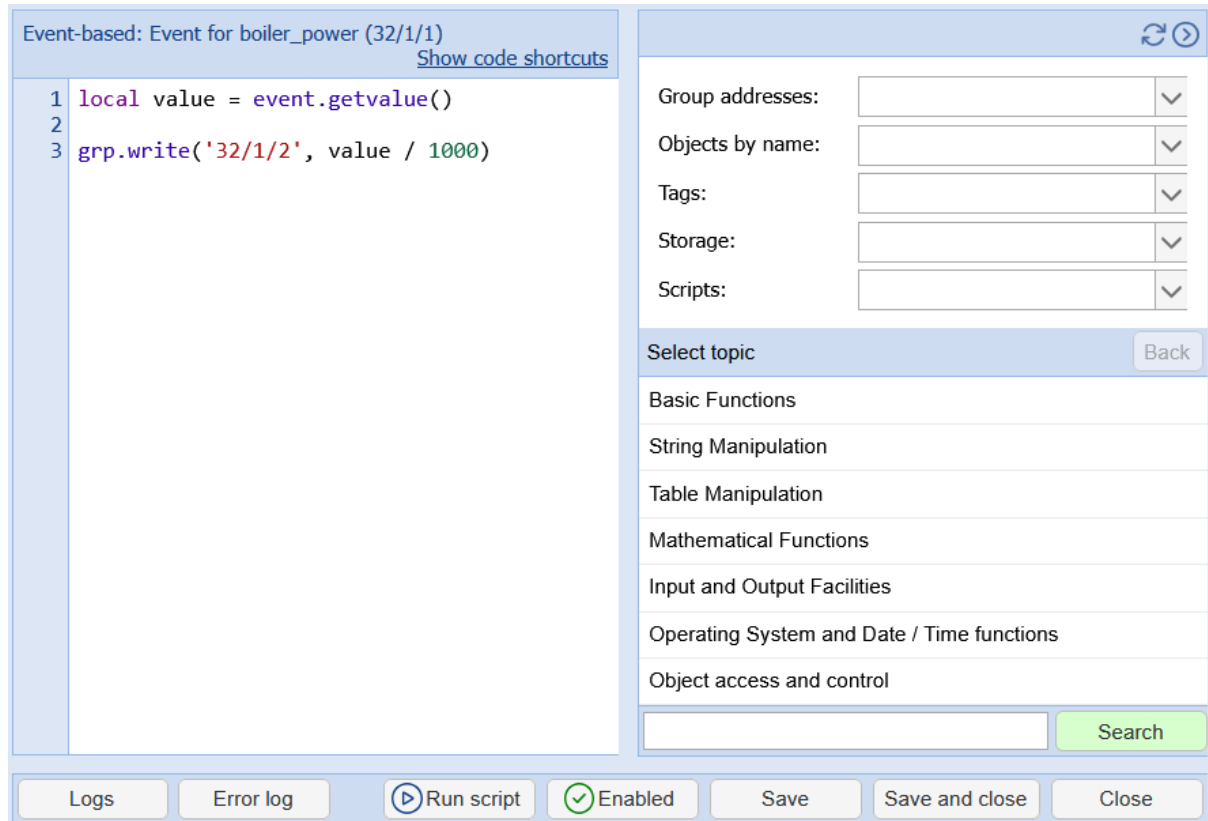 Event-based: Event for boiler_power (32/1/1)
Show code shortcuts
1 local value = event.getvalue()
2
3 grp.write('32/1/2', value / 1000)
Group addresses:
Objects by name:
Tags:
Storage:
Scripts:
Select topic
Back
Basic Functions
String Manipulation
Table Manipulation
Mathematical Functions
Input and Output Facilities
Operating System and Date / Time functions
Object access and control
Search
Logs
Error log
Run script
Enabled
Save
Save and close
Close